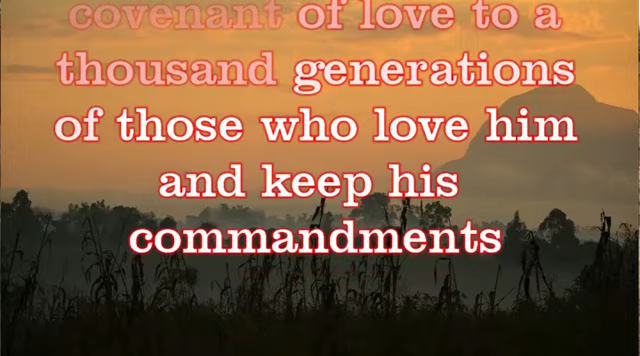 covenant of love to a
thousand generations
of those who love him
and keep his
commandments